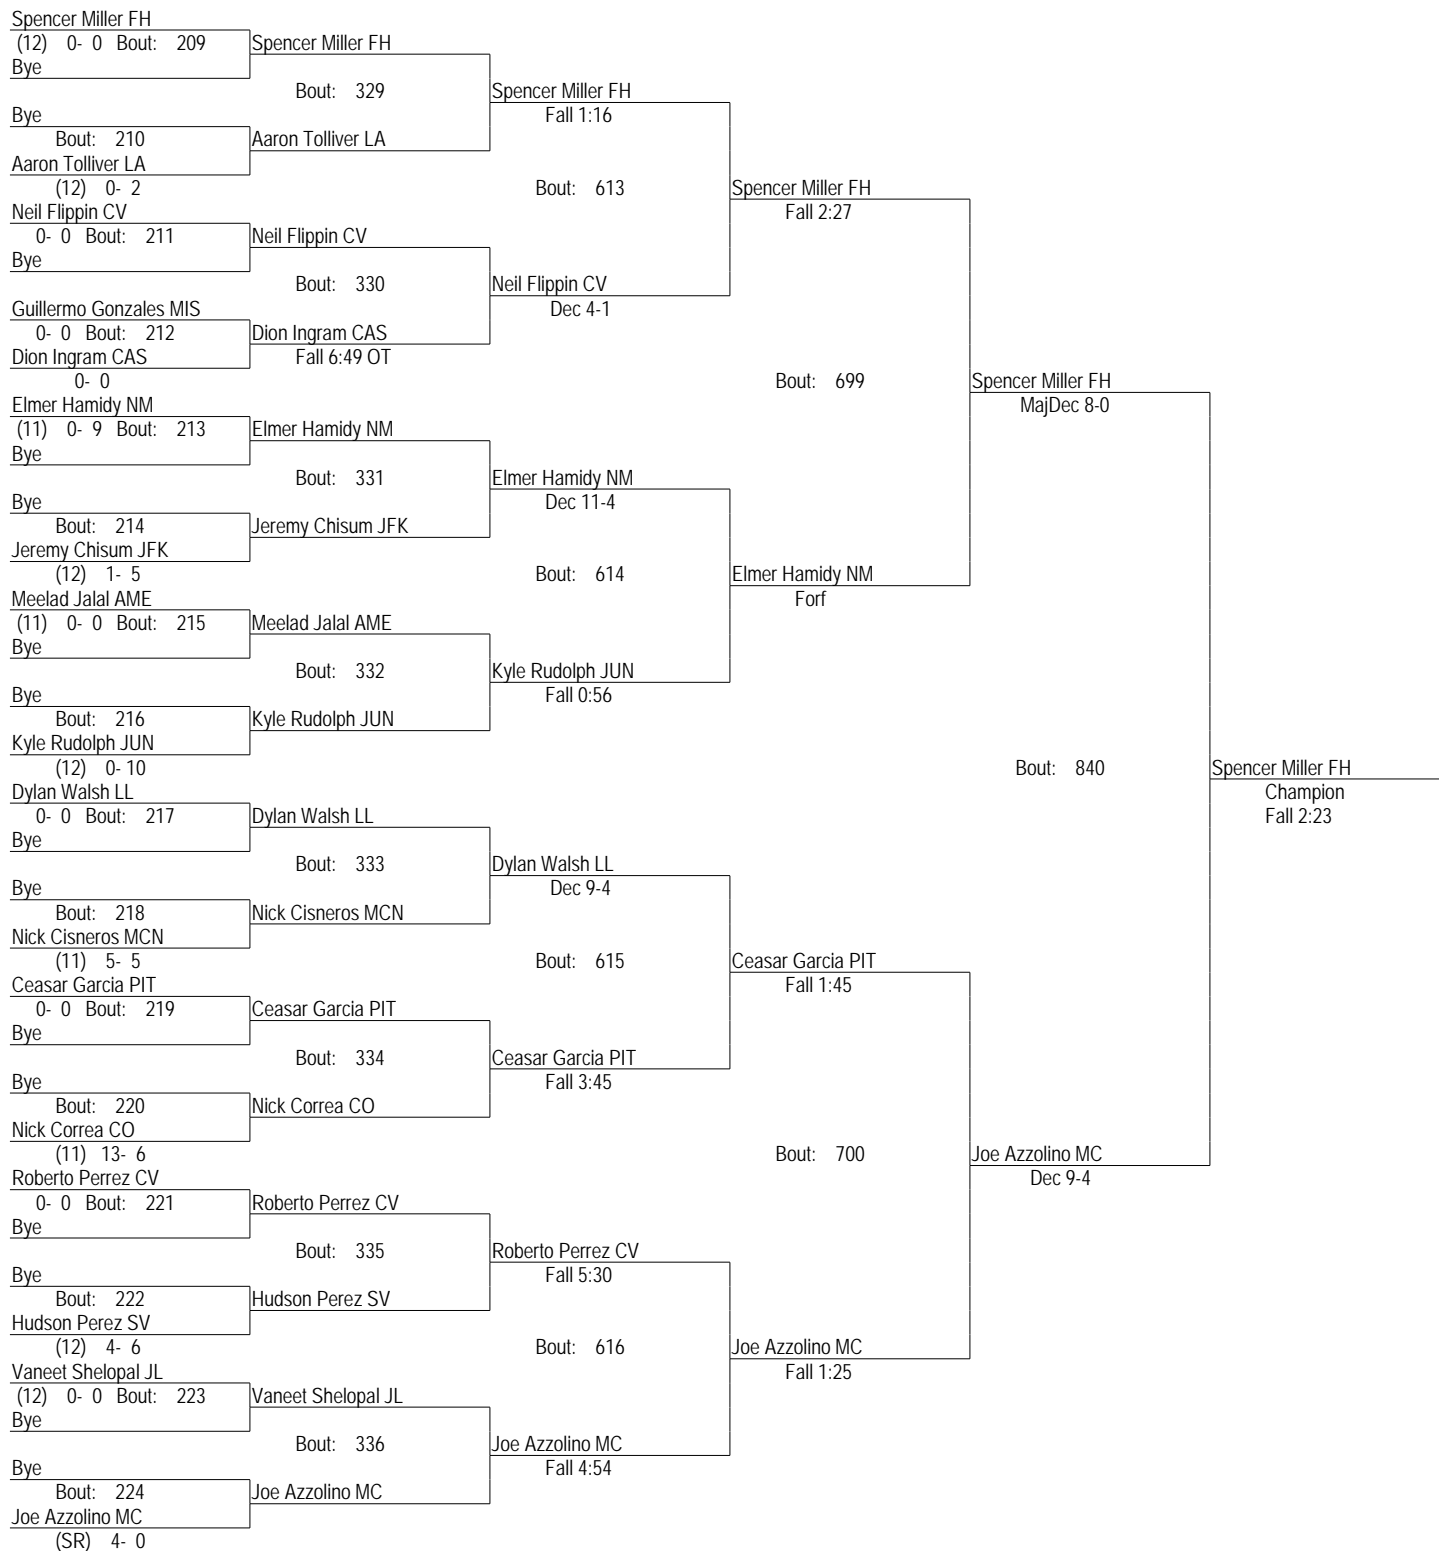 Spencer Miller FH
(12) 0- 0 Bout: 209
Spencer Miller FH
Bye
Bout: 329
Spencer Miller FH
Bye
Fall 1:16
Bout: 210
Aaron Tolliver LA
Aaron Tolliver LA
(12) 0- 2
Bout: 613
Spencer Miller FH
Neil Flippin CV
Fall 2:27
0- 0 Bout: 211
Neil Flippin CV
Bye
Bout: 330
Neil Flippin CV
Guillermo Gonzales MIS
Dec 4-1
0- 0 Bout: 212
Dion Ingram CAS
Dion Ingram CAS
Fall 6:49 OT
0- 0
Bout: 699
Spencer Miller FH
Elmer Hamidy NM
MajDec 8-0
(11) 0- 9 Bout: 213
Elmer Hamidy NM
Bye
Bout: 331
Elmer Hamidy NM
Bye
Dec 11-4
Bout: 214
Jeremy Chisum JFK
Jeremy Chisum JFK
(12) 1- 5
Bout: 614
Elmer Hamidy NM
Meelad Jalal AME
Forf
(11) 0- 0 Bout: 215
Meelad Jalal AME
Bye
Bout: 332
Kyle Rudolph JUN
Bye
Fall 0:56
Bout: 216
Kyle Rudolph JUN
Kyle Rudolph JUN
(12) 0- 10
Bout: 840
Spencer Miller FH
Dylan Walsh LL
Champion
0- 0 Bout: 217
Dylan Walsh LL
Fall 2:23
Bye
Bout: 333
Dylan Walsh LL
Bye
Dec 9-4
Bout: 218
Nick Cisneros MCN
Nick Cisneros MCN
(11) 5- 5
Bout: 615
Ceasar Garcia PIT
Ceasar Garcia PIT
Fall 1:45
0- 0 Bout: 219
Ceasar Garcia PIT
Bye
Bout: 334
Ceasar Garcia PIT
Bye
Fall 3:45
Bout: 220
Nick Correa CO
Nick Correa CO
(11) 13- 6
Bout: 700
Joe Azzolino MC
Roberto Perrez CV
Dec 9-4
0- 0 Bout: 221
Roberto Perrez CV
Bye
Bout: 335
Roberto Perrez CV
Bye
Fall 5:30
Bout: 222
Hudson Perez SV
Hudson Perez SV
(12) 4- 6
Bout: 616
Joe Azzolino MC
Vaneet Shelopal JL
Fall 1:25
(12) 0- 0 Bout: 223
Vaneet Shelopal JL
Bye
Bout: 336
Joe Azzolino MC
Bye
Fall 4:54
Bout: 224
Joe Azzolino MC
Joe Azzolino MC
(SR) 4- 0